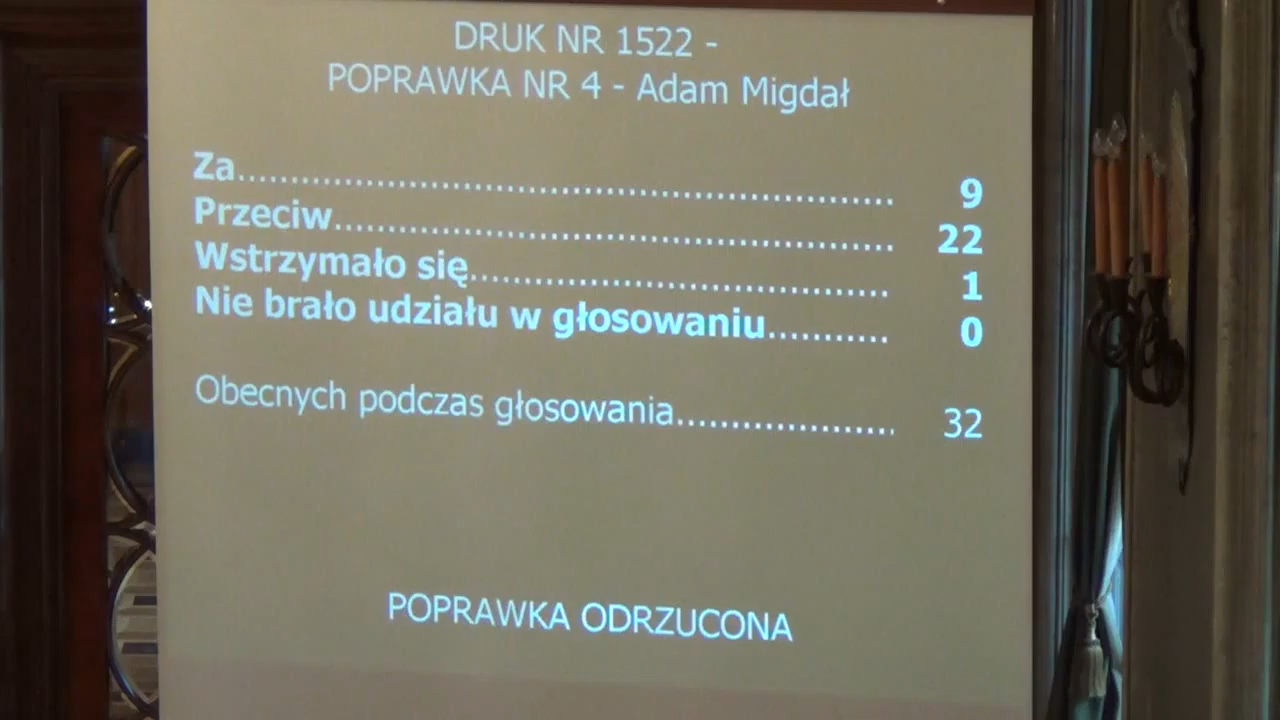 DRUK NR 1522 -
POPRAWKA NR 4 - Adam Migdał
Za................................................................. 9
Przeciw....................................................... 22
Wstrzymało się......................................... 1
Nie brało udziału w głosowaniu........... 0
Obecnych podczas głosowania.................... 32
POPRAWKA ODRZUCONA